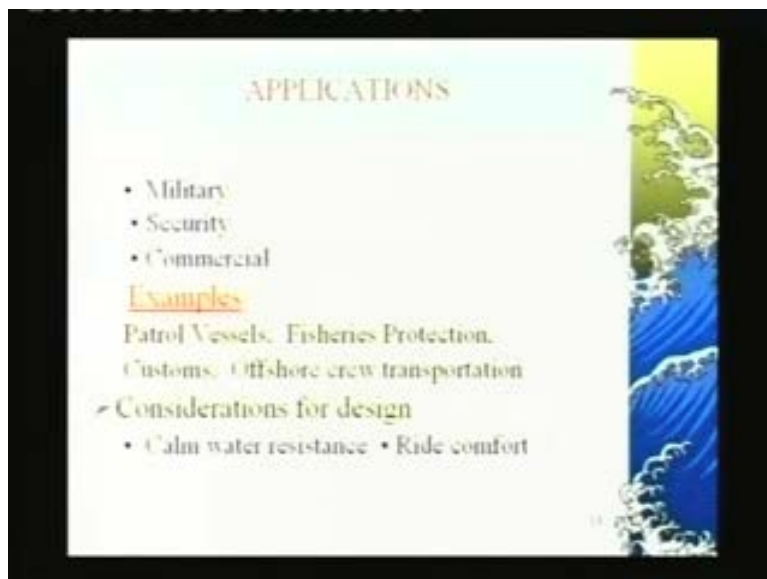 APPLICATIONS
• Military
• Security
• Commercial
Examples
Patrol Vessels, Fisheries Protection,
Customs, Offshore crew transportation
➢ Considerations for design
• Calm water resistance • Ride comfort